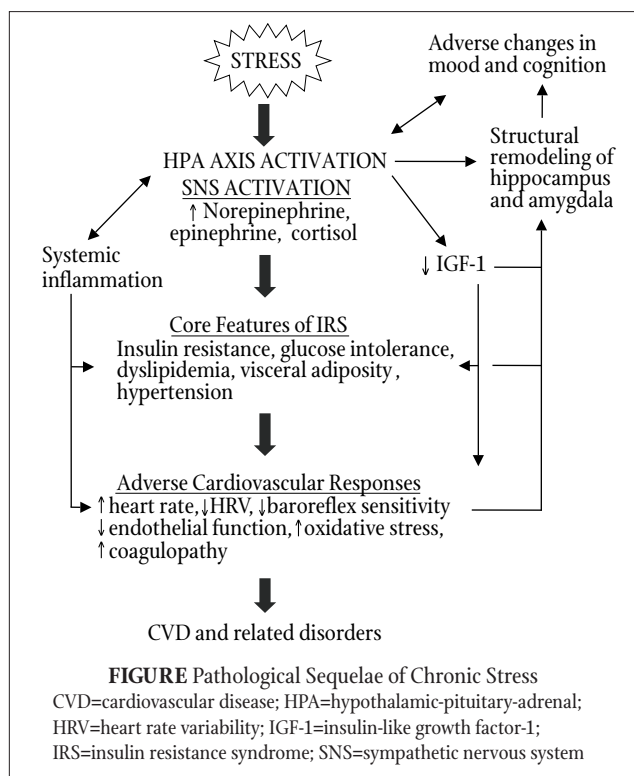 STRESS
Adverse changes in
mood and cognition
HPA AXIS ACTIVATION
SNS ACTIVATION
↑ Norepinephrine,
epinephrine, cortisol
Structural
remodeling of
hippocampus
and amygdala
Systemic
inflammation
↓ IGF-1
Core Features of IRS
Insulin resistance, glucose intolerance,
dyslipidemia, visceral adiposity,
hypertension
Adverse Cardiovascular Responses
↑ heart rate, ↓HRV, ↓baroreflex sensitivity
↓ endothelial function, ↑oxidative stress,
↑ coagulopathy
CVD and related disorders
FIGURE Pathological Sequelae of Chronic Stress
CVD=cardiovascular disease; HPA=hypothalamic-pituitary-adrenal;
HRV=heart rate variability; IGF-1=insulin-like growth factor-1;
IRS=insulin resistance syndrome; SNS=sympathetic nervous system